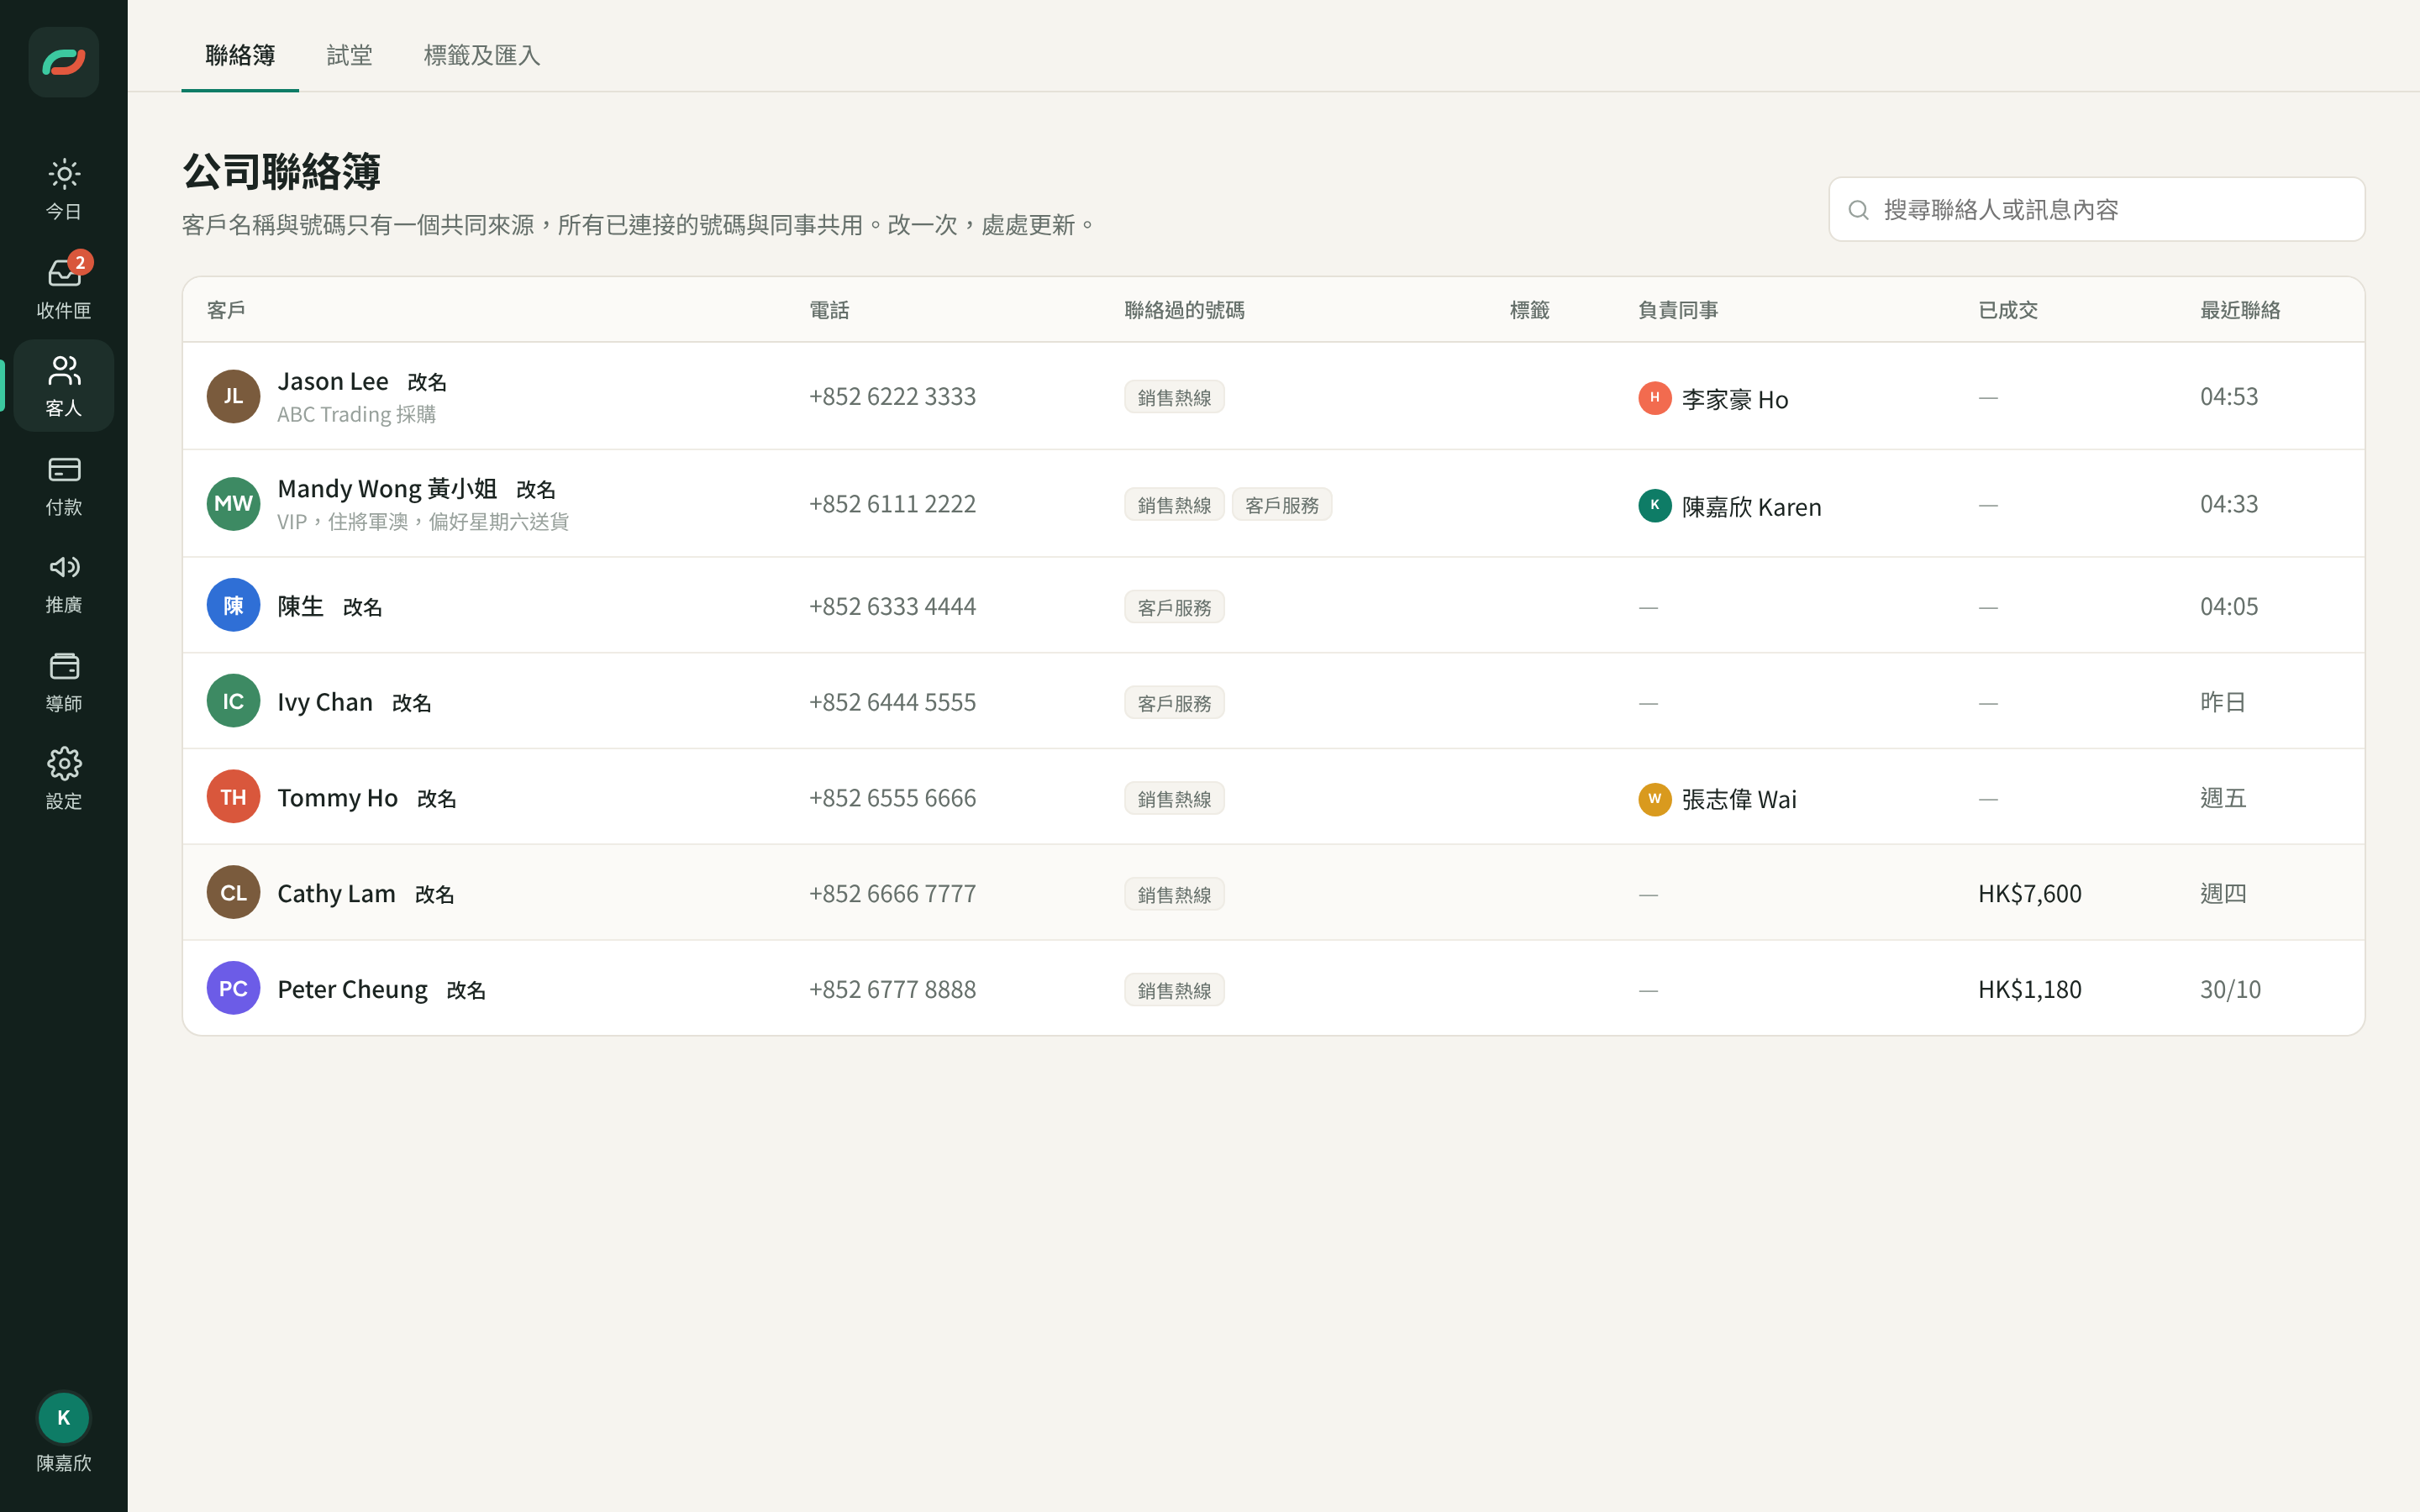 聯絡簿 試堂 標籤及匯入
公司聯絡簿
客戶名稱與號碼只有一個共同來源，所有已連接的號碼與同事共用。改一次，處處更新。
搜尋聯絡人或訊息內容
今日
2
收件匣
客人
付款
推廣
導師
設定
K
陳嘉欣
客戶 電話 聯絡過的號碼 標籤 負責同事 已成交 最近聯絡
JL Jason Lee 改名 +852 6222 3333 銷售熱線 H 李家豪 Ho — 04:53
ABC Trading 採購
MW Mandy Wong 黃小姐 改名 +852 6111 2222 銷售熱線 客戶服務 K 陳嘉欣 Karen — 04:33
VIP，住將軍澳，偏好星期六送貨
陳 陳生 改名 +852 6333 4444 客戶服務 — — 04:05
IC Ivy Chan 改名 +852 6444 5555 客戶服務 — — 昨日
TH Tommy Ho 改名 +852 6555 6666 銷售熱線 W 張志偉 Wai — 週五
CL Cathy Lam 改名 +852 6666 7777 銷售熱線 — HK$7,600 週四
PC Peter Cheung 改名 +852 6777 8888 銷售熱線 — HK$1,180 30/10